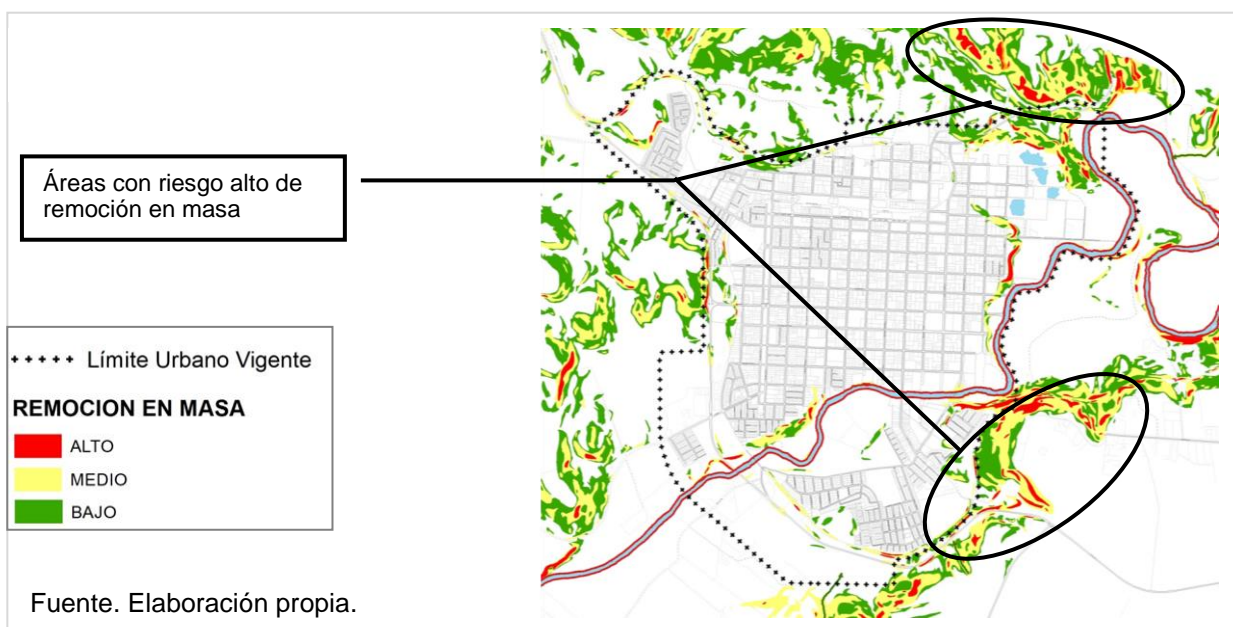 Áreas con riesgo alto de
remoción en masa
Límite Urbano Vigente
REMOCION EN MASA
ALTO
MEDIO
BAJO
Fuente. Elaboración propia.